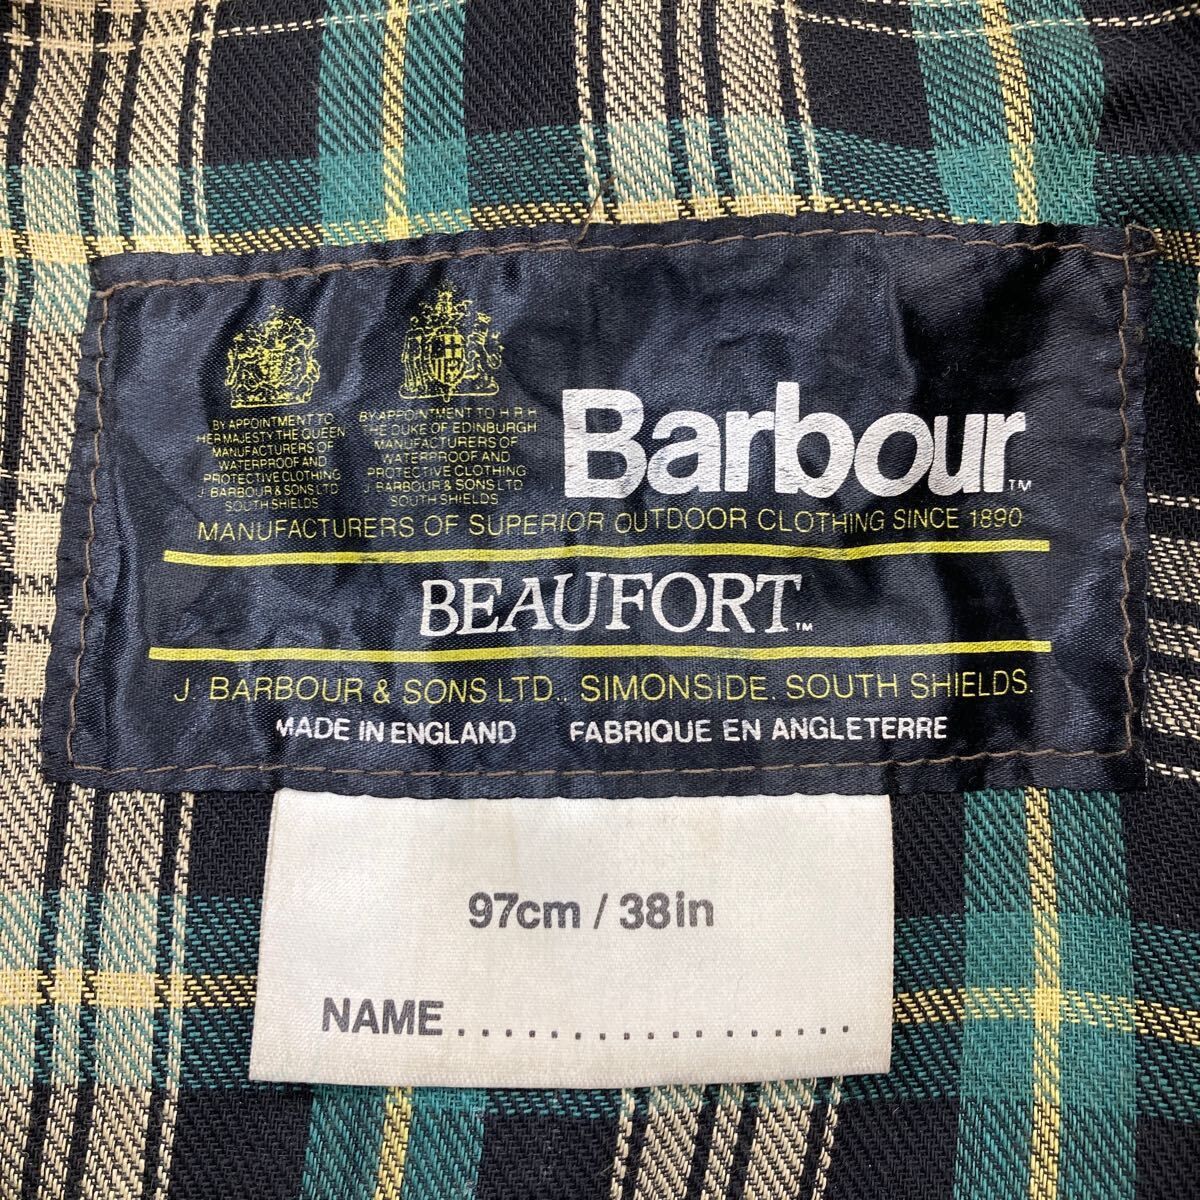 BY APPOINTMENT TO
HER MAJESTY THE QUEEN
MANUFACTURERS OF
WATERPROOF AND
PROTECTIVE CLOTHING
J. BARBOUR & SONS LTD
SOUTH SHIELDS
BY APPOINTMENT TO H R H
THE DUKE OF EDINBURGH
MANUFACTURERS OF
WATERPROOF AND
PROTECTIVE CLOTHING
J BARBOUR & SONS LTD
SOUTH SHIELDS
Barbour™
MANUFACTURERS OF SUPERIOR OUTDOOR CLOTHING SINCE 1890
BEAUFORT™
J. BARBOUR & SONS LTD., SIMONSIDE. SOUTH SHIELDS.
MADE IN ENGLAND FABRIQUE EN ANGLETERRE
97cm / 38in
NAME..................